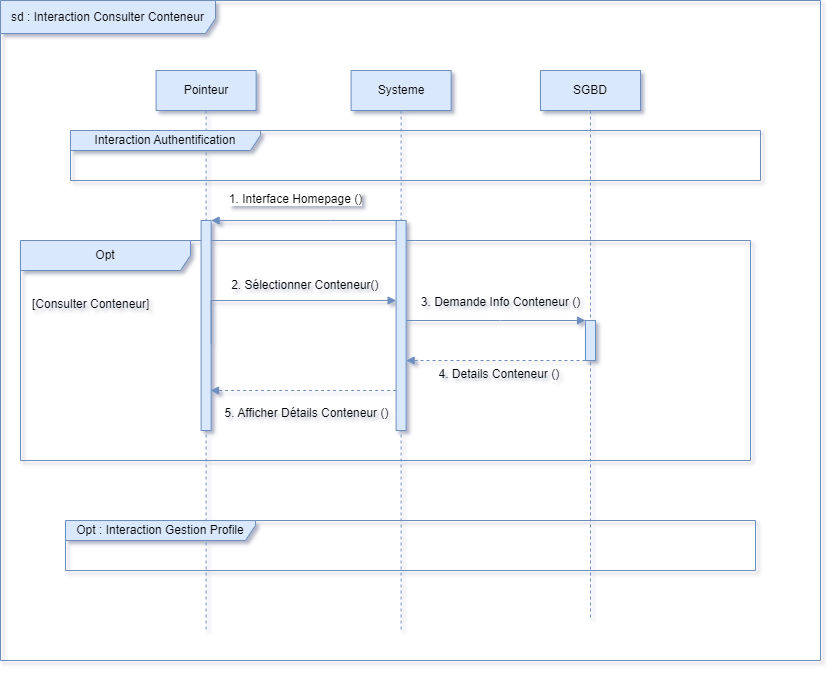 sd : Interaction Consulter Conteneur
Pointeur
Systeme
SGBD
Interaction Authentification
1. Interface Homepage ()
Opt
2. Sélectionner Conteneur()
[Consulter Conteneur]
3. Demande Info Conteneur ()
4. Details Conteneur ()
5. Afficher Détails Conteneur ()
Opt : Interaction Gestion Profile